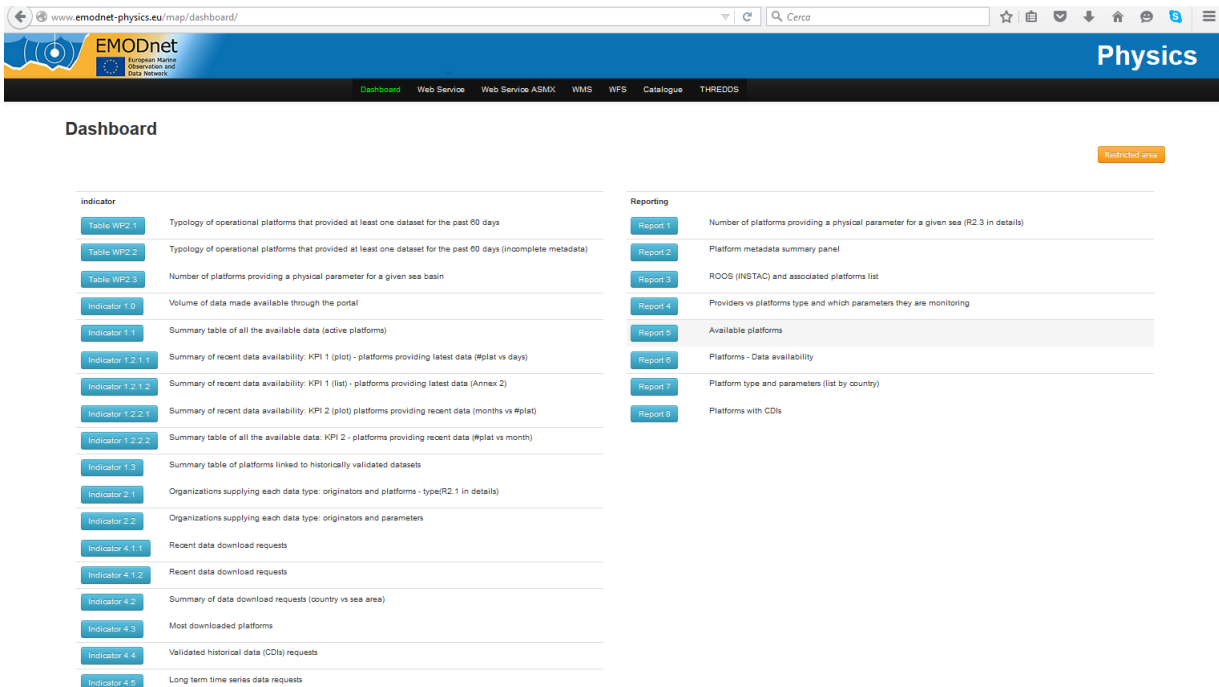 www.emodnet-physics.eu/map/dashboard/
Cerca
EMODnet
European Marine
Observation and
Data Network
Physics
Dashboard Web Service Web Service ASMX WMS WFS Catalogue THREDDS
Dashboard
Restricted area
indicator
Table WP2.1 Typology of operational platforms that provided at least one dataset for the past 60 days
Table WP2.2 Typology of operational platforms that provided at least one dataset for the past 60 days (incomplete metadata)
Table WP2.3 Number of platforms providing a physical parameter for a given sea basin
Indicator 1.0 Volume of data made available through the portal
Indicator 1.1 Summary table of all the available data (active platforms)
Indicator 1.2.1.1 Summary of recent data availability: KPI 1 (plot) - platforms providing latest data (#plat vs days)
Indicator 1.2.1.2 Summary of recent data availability: KPI 1 (list) - platforms providing latest data (Annex 2)
Indicator 1.2.2.1 Summary of recent data availability: KPI 2 (plot) platforms providing recent data (months vs #plat)
Indicator 1.2.2.2 Summary table of all the available data: KPI 2 - platforms providing recent data (#plat vs month)
Indicator 1.3 Summary table of platforms linked to historically validated datasets
Indicator 2.1 Organizations supplying each data type: originators and platforms - type(R2.1 in details)
Indicator 2.2 Organizations supplying each data type: originators and parameters
Indicator 4.1.1 Recent data download requests
Indicator 4.1.2 Recent data download requests
Indicator 4.2 Summary of data download requests (country vs sea area)
Indicator 4.3 Most downloaded platforms
Indicator 4.4 Validated historical data (CDIs) requests
Indicator 4.5 Long term time series data requests
Reporting
Report 1 Number of platforms providing a physical parameter for a given sea (R2.3 in details)
Report 2 Platform metadata summary panel
Report 3 ROOS (INSTAC) and associated platforms list
Report 4 Providers vs platforms type and which parameters they are monitoring
Report 5 Available platforms
Report 6 Platforms - Data availability
Report 7 Platform type and parameters (list by country)
Report 8 Platforms with CDIs